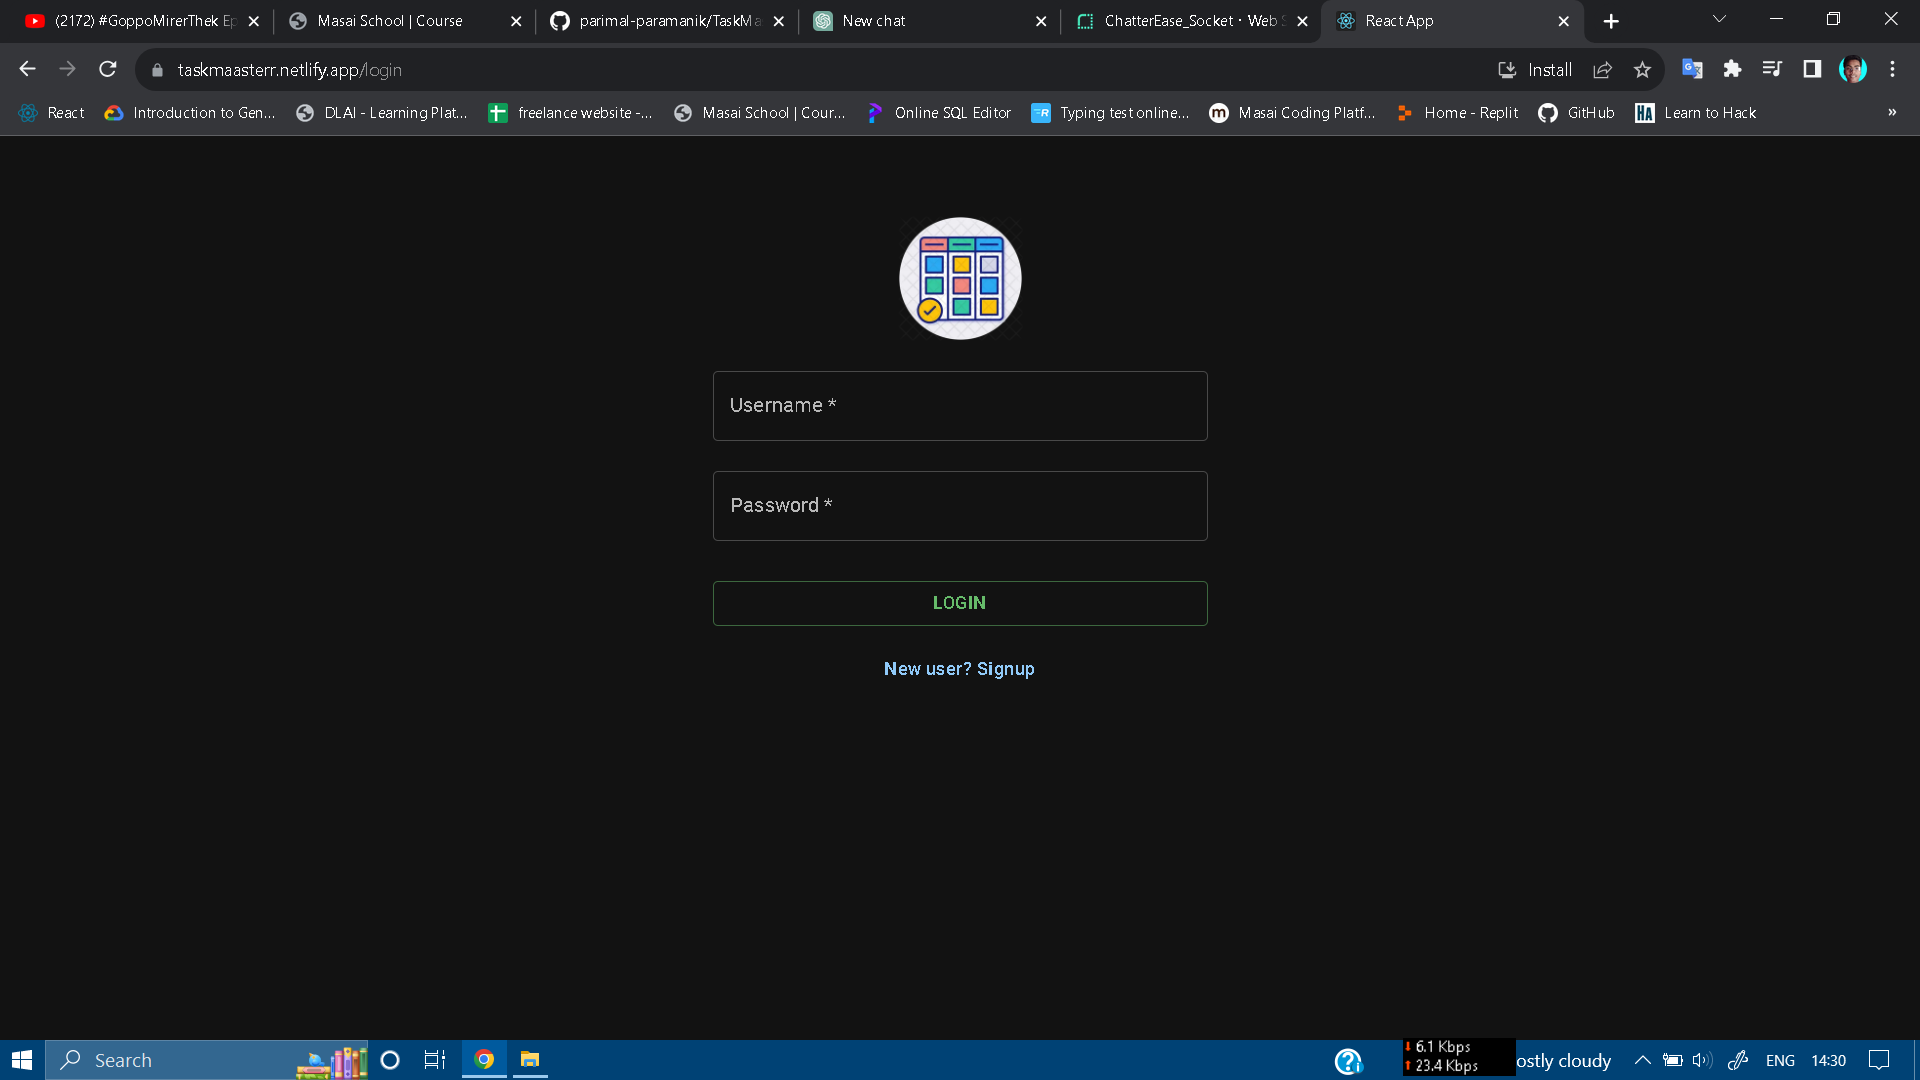 (2172) #GoppoMirerThek Ep
Masai School | Course
parimal-paramanik/TaskMa
New chat
ChatterEase_Socket · Web S
React App
taskmaasterr.netlify.app/login
Install
React
Introduction to Gen...
DLAI - Learning Plat...
freelance website -...
Masai School | Cour...
Online SQL Editor
Typing test online...
Masai Coding Platf...
Home - Replit
GitHub
HA
Learn to Hack
»
Username *
Password *
LOGIN
New user? Signup
Search
6.1 Kbps
23.4 Kbps
ostly cloudy
ENG
14:30